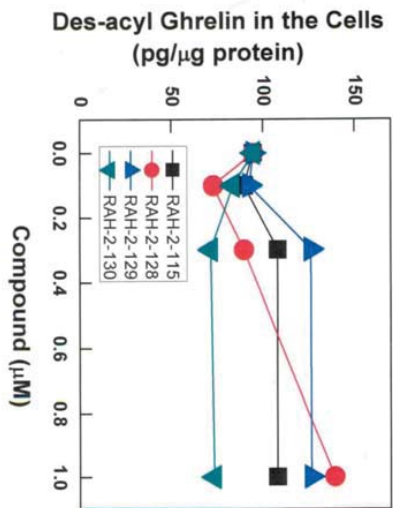 Des-acyl Ghrelin in the Cells
(pg/μg protein)
0
50
100
150
0.0
0.2
0.4
0.6
0.8
1.0
Compound (μM)
RAH-2-115
RAH-2-128
RAH-2-129
RAH-2-130